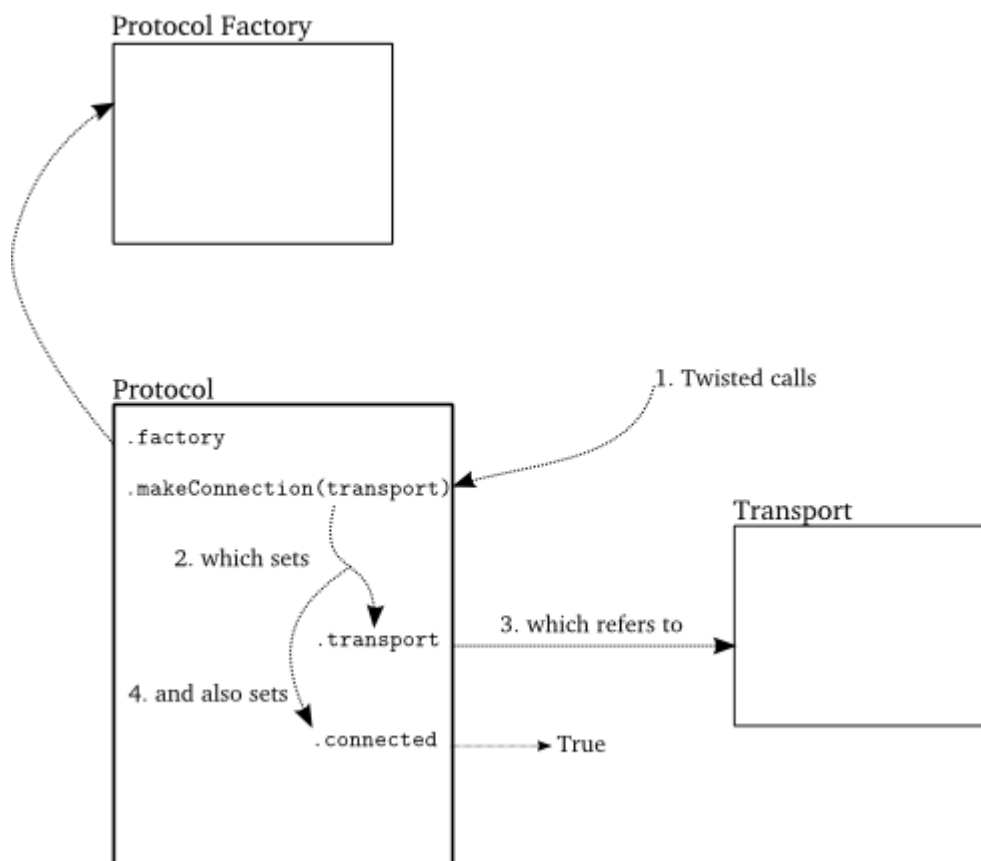 Protocol Factory
Protocol
1. Twisted calls
.factory
.makeConnection(transport)
Transport
2. which sets
3. which refers to
.transport
4. and also sets
.connected
True